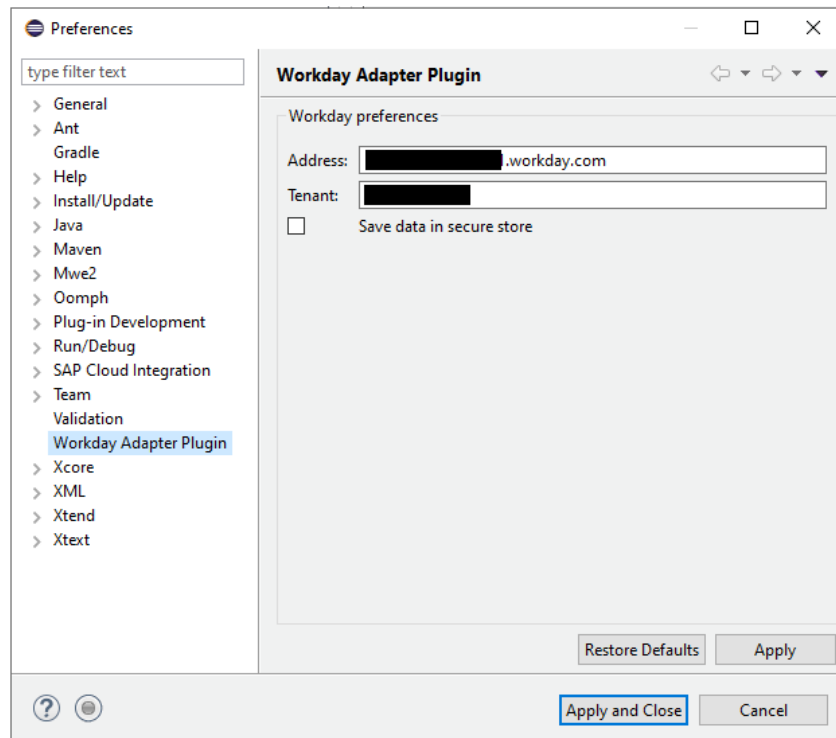 Preferences
type filter text
General
Ant
Gradle
Help
Install/Update
Java
Maven
Mwe2
Oomph
Plug-in Development
Run/Debug
SAP Cloud Integration
Team
Validation
Workday Adapter Plugin
Xcore
XML
Xtend
Xtext
Workday Adapter Plugin
Workday preferences
Address: .workday.com
Tenant:
Save data in secure store
Restore Defaults Apply
Apply and Close Cancel